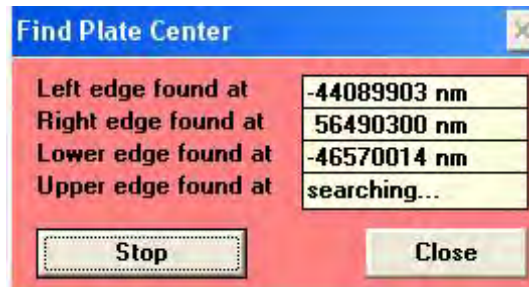 Find Plate Center
Left edge found at -44089903 nm
Right edge found at 56490300 nm
Lower edge found at -46570014 nm
Upper edge found at searching...
Stop Close